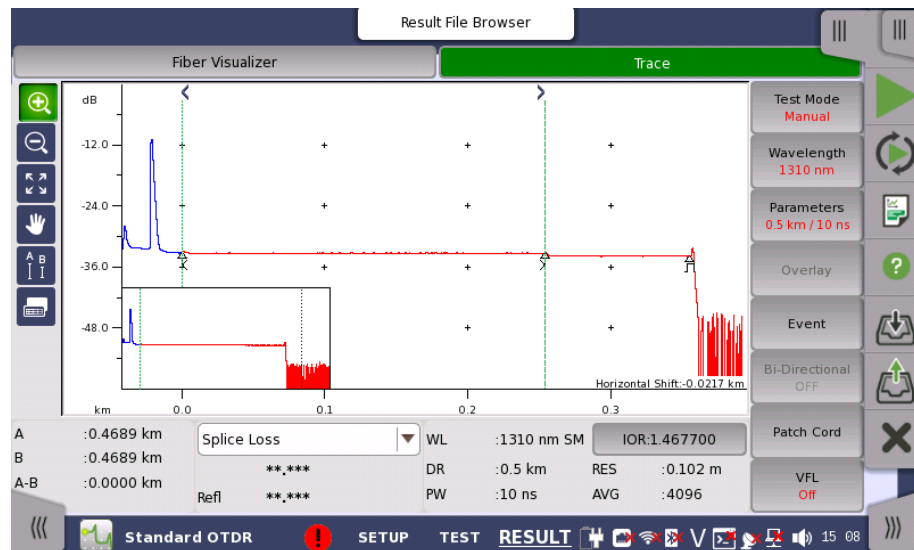 Result File Browser
Fiber Visualizer
Trace
dB
-12.0
-24.0
-36.0
-48.0
Horizontal Shift:-0.0217 km
km 0.0 0.1 0.2 0.3
Test Mode
Manual
Wavelength
1310 nm
Parameters
0.5 km / 10 ns
Overlay
Event
Bi-Directional
OFF
Patch Cord
VFL
Off
A B
A :0.4689 km
B :0.4689 km
A-B :0.0000 km
Splice Loss
**.***
Refl **.***
WL :1310 nm SM IOR:1.467700
DR :0.5 km RES :0.102 m
PW :10 ns AVG :4096
Standard OTDR SETUP TEST RESULT V 15 08